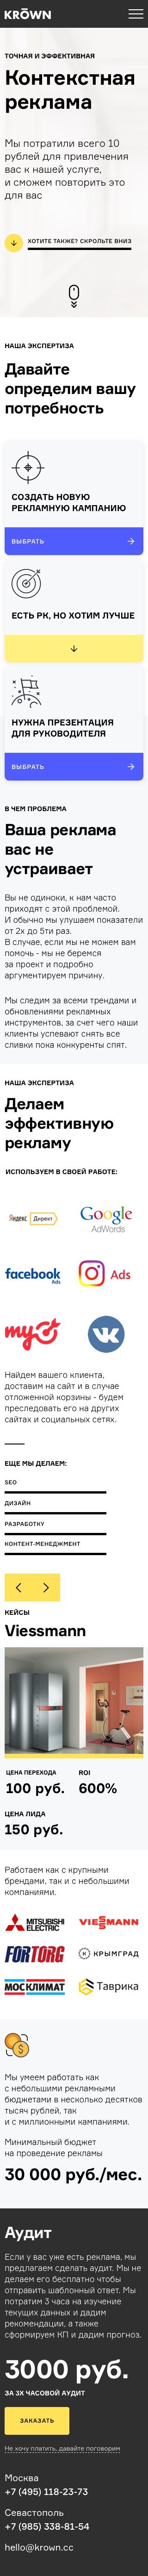 KRŌWN
ТОЧНАЯ И ЭФФЕКТИВНАЯ
Контекстная
реклама
Мы потратили всего 10
рублей для привлечения
вас к нашей услуге,
и сможем повторить это
для вас
ХОТИТЕ ТАКЖЕ? СКРОЛЬТЕ ВНИЗ
НАША ЭКСПЕРТИЗА
Давайте
определим вашу
потребность
СОЗДАТЬ НОВУЮ
РЕКЛАМНУЮ КАМПАНИЮ
ВЫБРАТЬ
ЕСТЬ РК, НО ХОТИМ ЛУЧШЕ
НУЖНА ПРЕЗЕНТАЦИЯ
ДЛЯ РУКОВОДИТЕЛЯ
ВЫБРАТЬ
В ЧЕМ ПРОБЛЕМА
Ваша реклама
вас не
устраивает
Вы не одиноки, к нам часто
приходят с этой проблемой.
И обычно мы улучшаем показатели
от 2х до 5ти раз.
В случае, если мы не можем вам
помочь - мы не беремся
за проект и подробно
аргументируем причину.
Мы следим за всеми трендами и
обновлениями рекламных
инструментов, за счет чего наши
клиенты успевают снять все
сливки пока конкуренты спят.
НАША ЭКСПЕРТИЗА
Делаем
эффективную
рекламу
ИСПОЛЬЗУЕМ В СВОЕЙ РАБОТЕ:
Яндекс Директ
Google
AdWords
facebook
Ads
Ads
my
Найдем вашего клиента,
доставим на сайт и в случае
отложенной корзины - будем
преследовать его на других
сайтах и социальных сетях.
ЕЩЕ МЫ ДЕЛАЕМ:
SEO
ДИЗАЙН
РАЗРАБОТКУ
КОНТЕНТ-МЕНЕДЖМЕНТ
КЕЙСЫ
Viessmann
ЦЕНА ПЕРЕХОДА
100 руб.
ROI
600%
ЦЕНА ЛИДА
150 руб.
Работаем как с крупными
брендами, так и с небольшими
компаниями.
MITSUBISHI
ELECTRIC
VIESMANN
FORTORG
КРЫМГРАД
МОСКЛИМАТ
Таврика
Мы умеем работать как
с небольшими рекламными
бюджетами в несколько десятков
тысяч рублей, так
и с миллионными кампаниями.
Минимальный бюджет
на проведение рекламы
30 000 руб./мес.
Аудит
Если у вас уже есть реклама, мы
предлагаем сделать аудит. Мы не
делаем его бесплатно чтобы
отправить шаблонный ответ. Мы
потратим 3 часа на изучение
текущих данных и дадим
рекомендации, а также
сформируем КП и дадим прогноз.
3000 руб.
ЗА 3Х ЧАСОВОЙ АУДИТ
ЗАКАЗАТЬ
Не хочу платить, давайте поговорим
Москва
+7 (495) 118-23-73
Севастополь
+7 (985) 338-81-54
hello@krown.cc